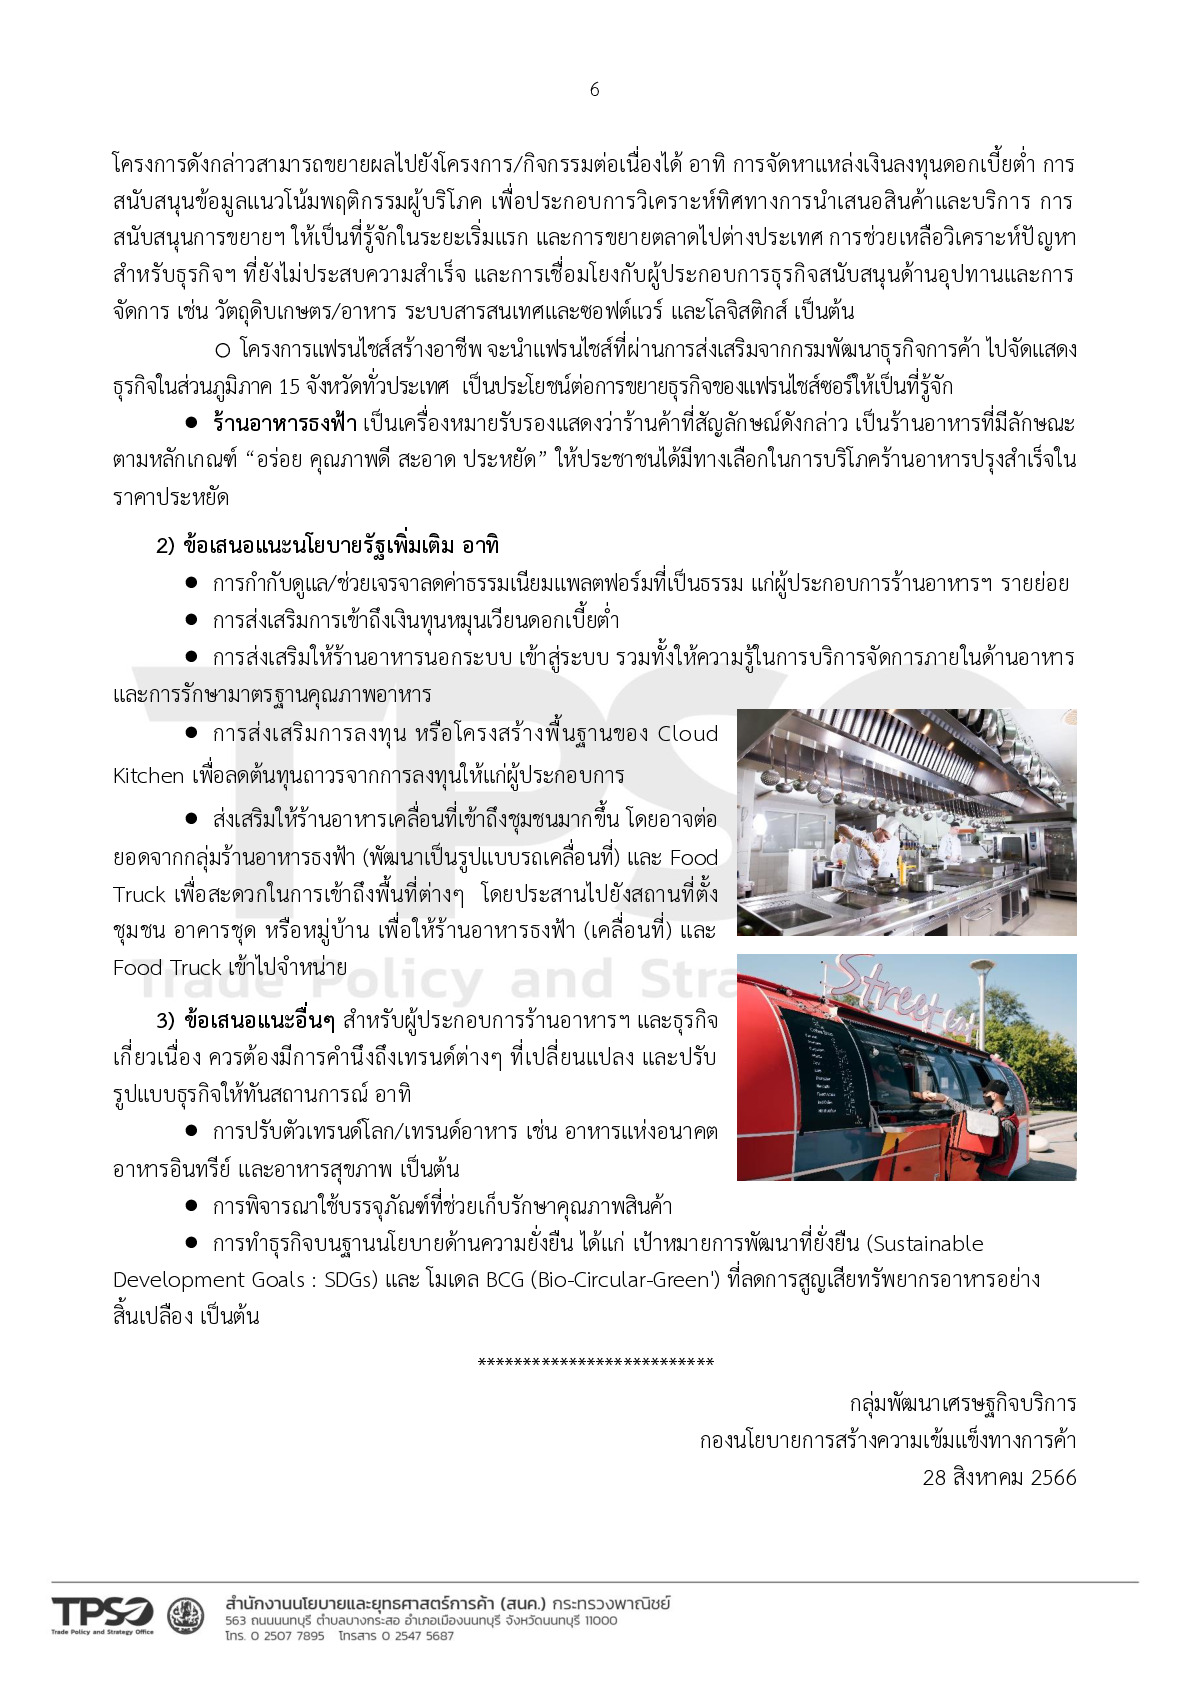 6
โครงการดังกล่าวสามารถขยายผลไปยังโครงการ/กิจกรรมต่อเนื่องได้ อาทิ การจัดหาแหล่งเงินลงทุนดอกเบี้ยต่ำ การ
สนับสนุนข้อมูลแนวโน้มพฤติกรรมผู้บริโภค เพื่อประกอบการวิเคราะห์ทิศทางการนำเสนอสินค้าและบริการ การ
สนับสนุนการขยายฯ ให้เป็นที่รู้จักในระยะเริ่มแรก และการขยายตลาดไปต่างประเทศ การช่วยเหลือวิเคราะห์ปัญหา
สำหรับธุรกิจฯ ที่ยังไม่ประสบความสำเร็จ และการเชื่อมโยงกับผู้ประกอบการธุรกิจสนับสนุนด้านอุปทานและการ
จัดการ เช่น วัตถุดิบเกษตร/อาหาร ระบบสารสนเทศและซอฟต์แวร์ และโลจิสติกส์ เป็นต้น
○ โครงการแฟรนไชส์สร้างอาชีพ จะนำแฟรนไชส์ที่ผ่านการส่งเสริมจากกรมพัฒนาธุรกิจการค้า ไปจัดแสดง
ธุรกิจในส่วนภูมิภาค 15 จังหวัดทั่วประเทศ เป็นประโยชน์ต่อการขยายธุรกิจของแฟรนไชส์ซอร์ให้เป็นที่รู้จัก
● ร้านอาหารธงฟ้า เป็นเครื่องหมายรับรองแสดงว่าร้านค้าที่สัญลักษณ์ดังกล่าว เป็นร้านอาหารที่มีลักษณะ
ตามหลักเกณฑ์ “อร่อย คุณภาพดี สะอาด ประหยัด” ให้ประชาชนได้มีทางเลือกในการบริโภคร้านอาหารปรุงสำเร็จใน
ราคาประหยัด
2) ข้อเสนอแนะนโยบายรัฐเพิ่มเติม อาทิ
● การกำกับดูแล/ช่วยเจรจาลดค่าธรรมเนียมแพลตฟอร์มที่เป็นธรรม แก่ผู้ประกอบการร้านอาหารฯ รายย่อย
● การส่งเสริมการเข้าถึงเงินทุนหมุนเวียนดอกเบี้ยต่ำ
● การส่งเสริมให้ร้านอาหารนอกระบบ เข้าสู่ระบบ รวมทั้งให้ความรู้ในการบริการจัดการภายในด้านอาหาร
และการรักษามาตรฐานคุณภาพอาหาร
● การส่งเสริมการลงทุน หรือโครงสร้างพื้นฐานของ Cloud
Kitchen เพื่อลดต้นทุนถาวรจากการลงทุนให้แก่ผู้ประกอบการ
● ส่งเสริมให้ร้านอาหารเคลื่อนที่เข้าถึงชุมชนมากขึ้น โดยอาจต่อ
ยอดจากกลุ่มร้านอาหารธงฟ้า (พัฒนาเป็นรูปแบบรถเคลื่อนที่) และ Food
Truck เพื่อสะดวกในการเข้าถึงพื้นที่ต่างๆ โดยประสานไปยังสถานที่ตั้ง
ชุมชน อาคารชุด หรือหมู่บ้าน เพื่อให้ร้านอาหารธงฟ้า (เคลื่อนที่) และ
Food Truck เข้าไปจำหน่าย
TPSO
Trade Policy and Stra
Street eat
3) ข้อเสนอแนะอื่นๆ สำหรับผู้ประกอบการร้านอาหารฯ และธุรกิจ
เกี่ยวเนื่อง ควรต้องมีการคำนึงถึงเทรนด์ต่างๆ ที่เปลี่ยนแปลง และปรับ
รูปแบบธุรกิจให้ทันสถานการณ์ อาทิ
● การปรับตัวเทรนด์โลก/เทรนด์อาหาร เช่น อาหารแห่งอนาคต
อาหารอินทรีย์ และอาหารสุขภาพ เป็นต้น
● การพิจารณาใช้บรรจุภัณฑ์ที่ช่วยเก็บรักษาคุณภาพสินค้า
● การทำธุรกิจบนฐานนโยบายด้านความยั่งยืน ได้แก่ เป้าหมายการพัฒนาที่ยั่งยืน (Sustainable
Development Goals : SDGs) และ โมเดล BCG (Bio-Circular-Green') ที่ลดการสูญเสียทรัพยากรอาหารอย่าง
สิ้นเปลือง เป็นต้น
**************************
กลุ่มพัฒนาเศรษฐกิจบริการ
กองนโยบายการสร้างความเข้มแข็งทางการค้า
28 สิงหาคม 2566
TPSO
Trade Policy and Strategy Office
สำนักงานนโยบายและยุทธศาสตร์การค้า (สนค.) กระทรวงพาณิชย์
563 ถนนนนทบุรี ตำบลบางกระสอ อำเภอเมืองนนทบุรี จังหวัดนนทบุรี 11000
โทร. 0 2507 7895 โทรสาร 0 2547 5687